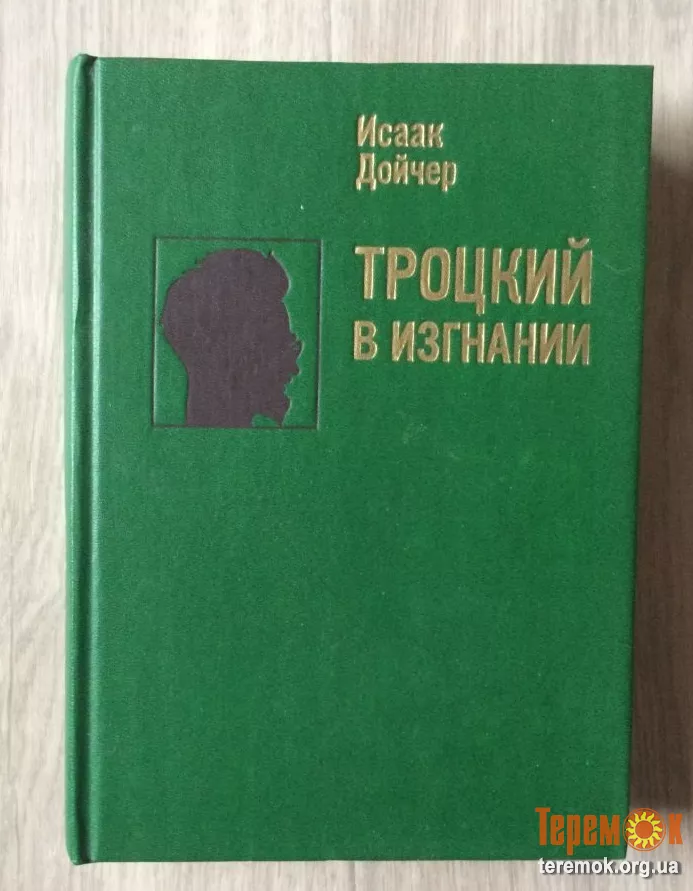 Исаак
Дойчер
ТРОЦКИЙ
В ИЗГНАНИИ
Теремок
teremok.org.ua